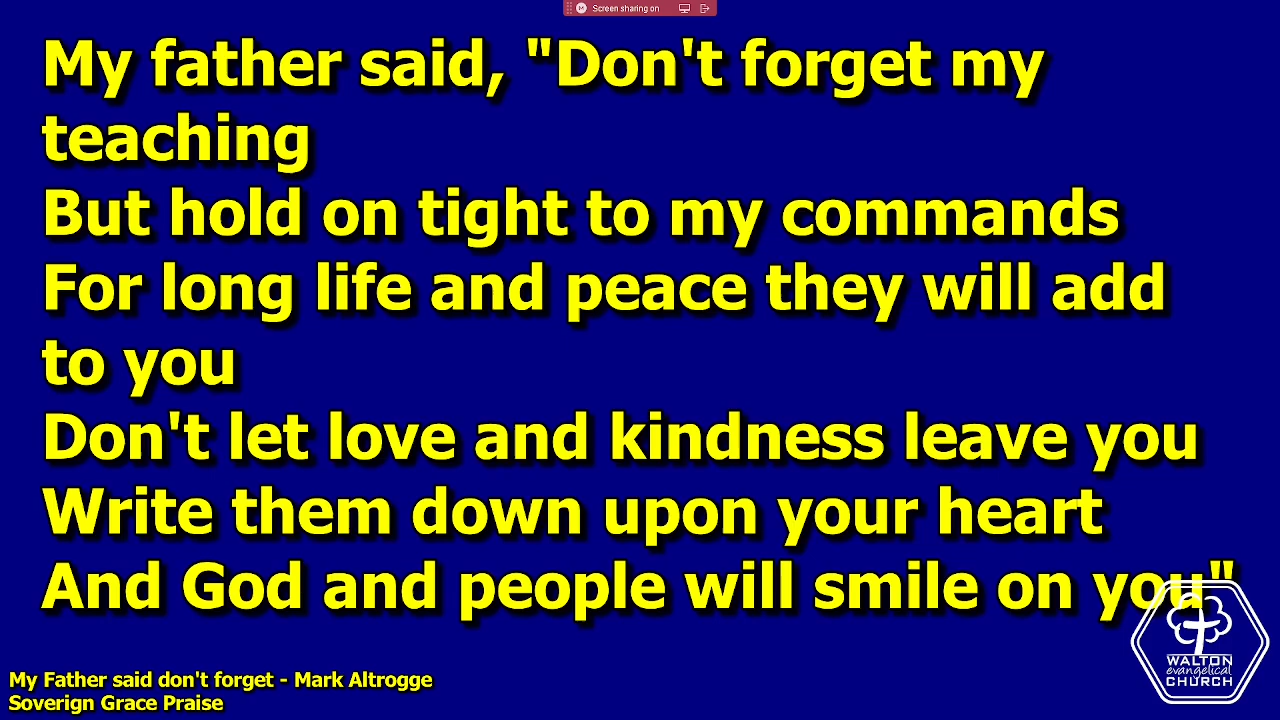 Screen sharing on
My father said, "Don't forget my
teaching
But hold on tight to my commands
For long life and peace they will add
to you
Don't let love and kindness leave you
Write them down upon your heart
And God and people will smile on you"
WALTON
evangelical
CHURCH
My Father said don't forget - Mark Altrogge
Soverign Grace Praise